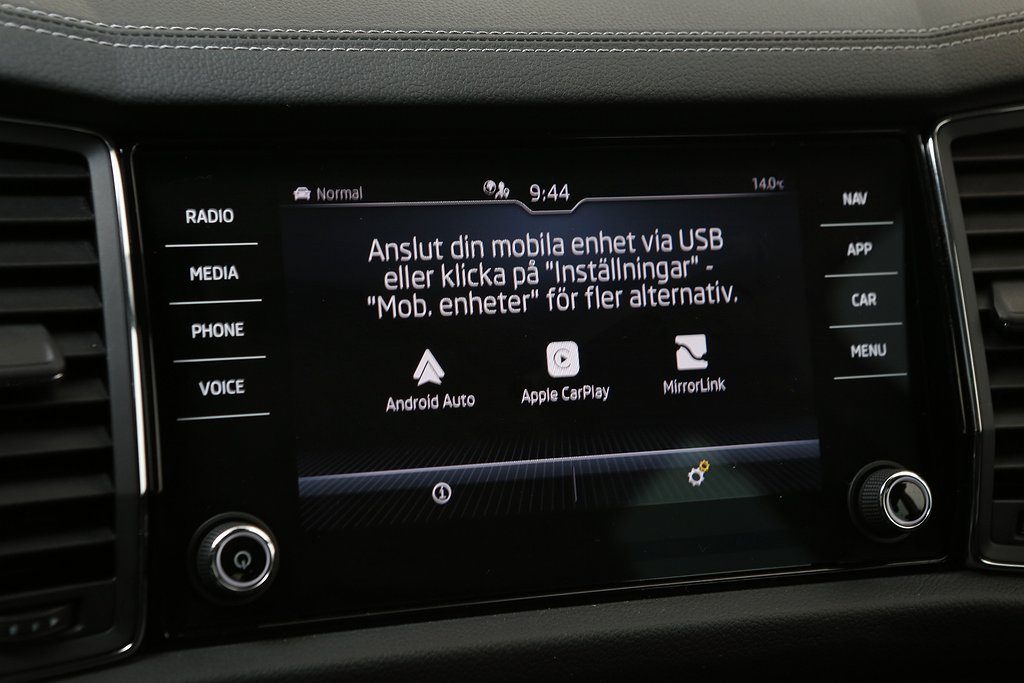 Normal
9:44
14.0°C
RADIO
MEDIA
PHONE
VOICE
Anslut din mobila enhet via USB
eller klicka på "Inställningar" -
"Mob. enheter" för fler alternativ.
Android Auto
Apple CarPlay
MirrorLink
NAV
APP
CAR
MENU